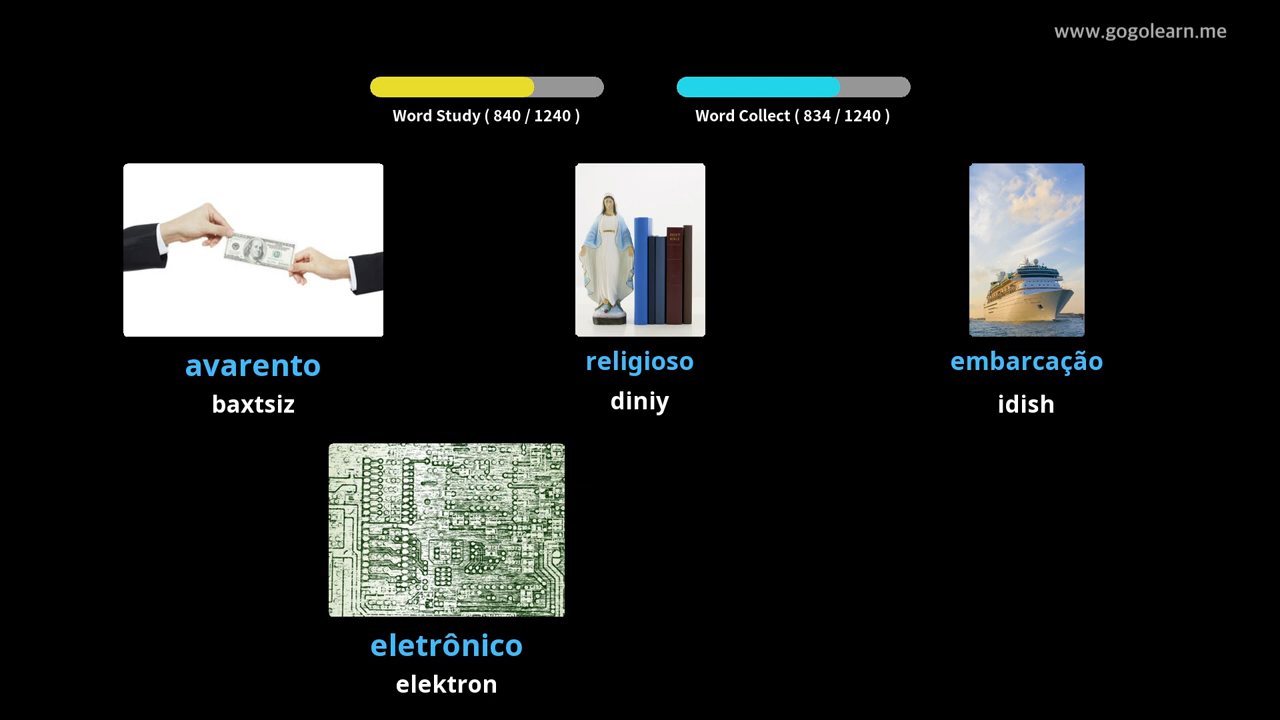 www.gogolearn.me
Word Study ( 840 / 1240 )
Word Collect ( 834 / 1240 )
avarento
baxtsiz
religioso
diniy
embarcação
idish
eletrônico
elektron